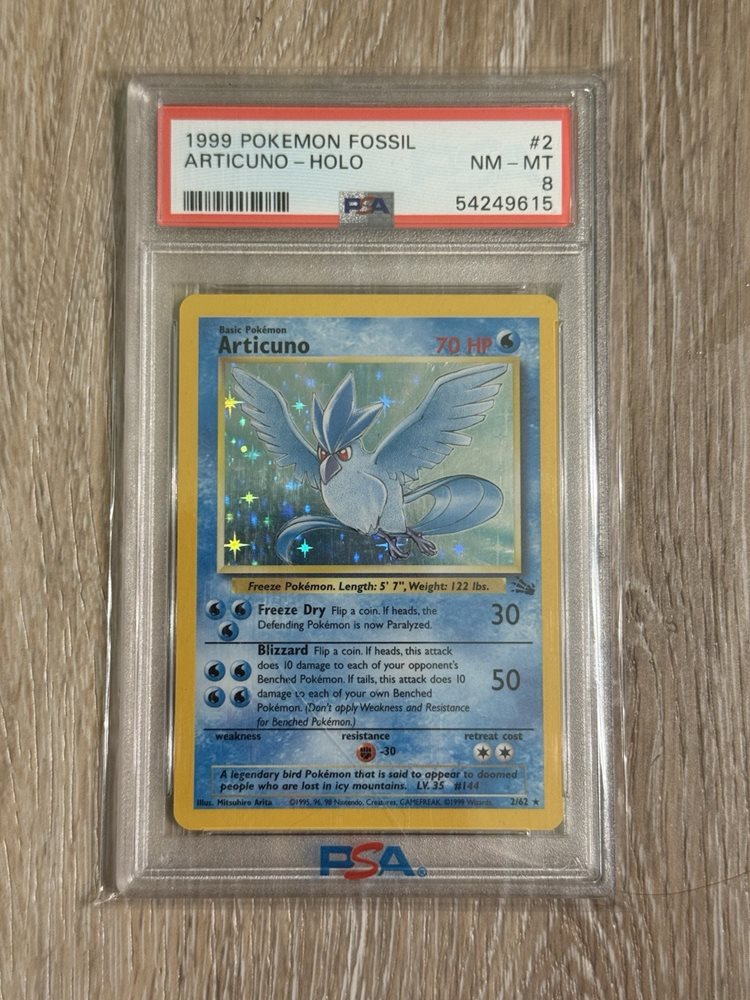 1999 POKEMON FOSSIL #2
ARTICUNO – HOLO NM – MT
8
PSA 54249615
Basic Pokémon
Articuno 70 HP
Freeze Pokémon. Length: 5' 7", Weight: 122 lbs.
Freeze Dry Flip a coin. If heads, the
Defending Pokémon is now Paralyzed. 30
Blizzard Flip a coin. If heads, this attack
does 10 damage to each of your opponent's
Benched Pokémon. If tails, this attack does 10 50
damage to each of your own Benched
Pokémon. (Don't apply Weakness and Resistance
for Benched Pokémon.)
weakness resistance retreat cost
-30
A legendary bird Pokémon that is said to appear to doomed
people who are lost in icy mountains. LV. 35 #144
Illus. Mitsuhiro Arita ©1995, 96, 98 Nintendo, Creatures, GAMEFREAK. ©1999 Wizards. 2/62 ★
PSA®